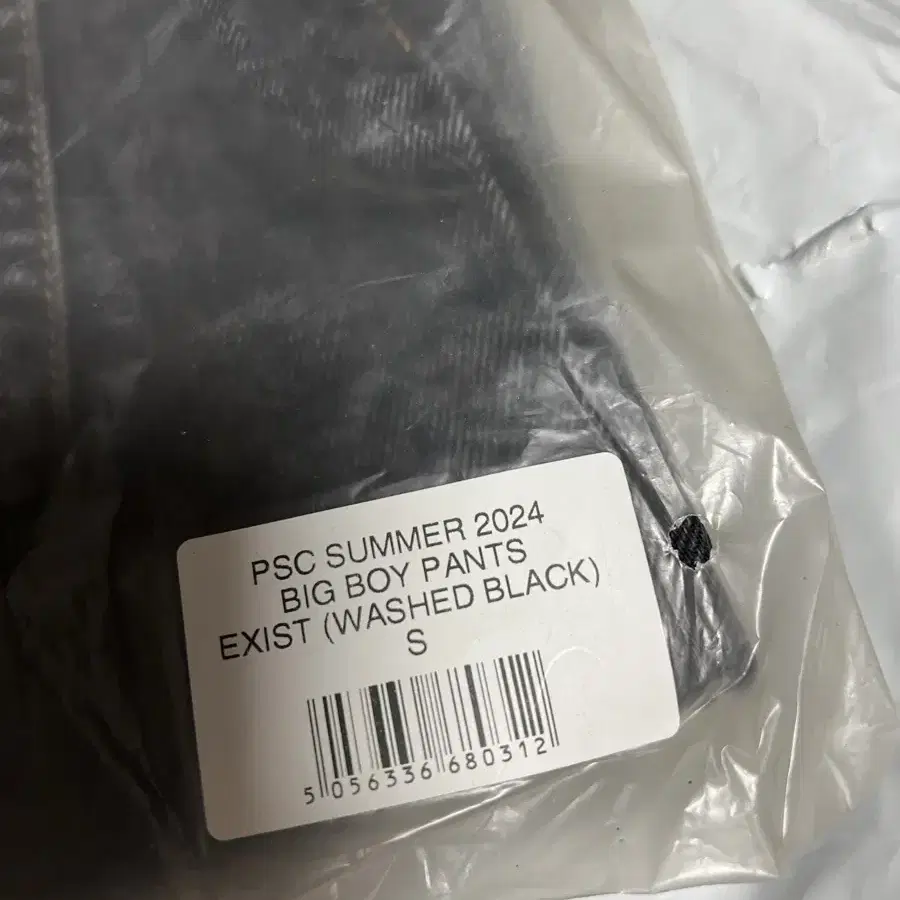 PSC SUMMER 2024
BIG BOY PANTS
EXIST (WASHED BLACK)
S
5 056336 680312